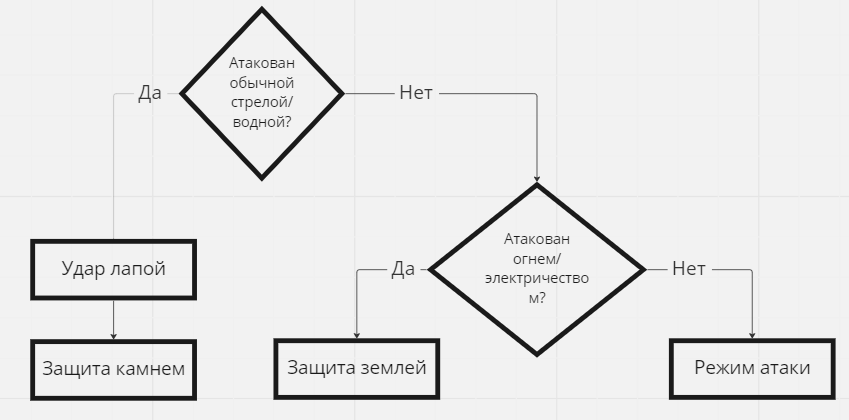 Атакован
обычной
стрелой/
водной?
Да
Нет
Удар лапой
Защита камнем
Атакован
огнем/
электричество
м?
Да
Нет
Защита землей
Режим атаки